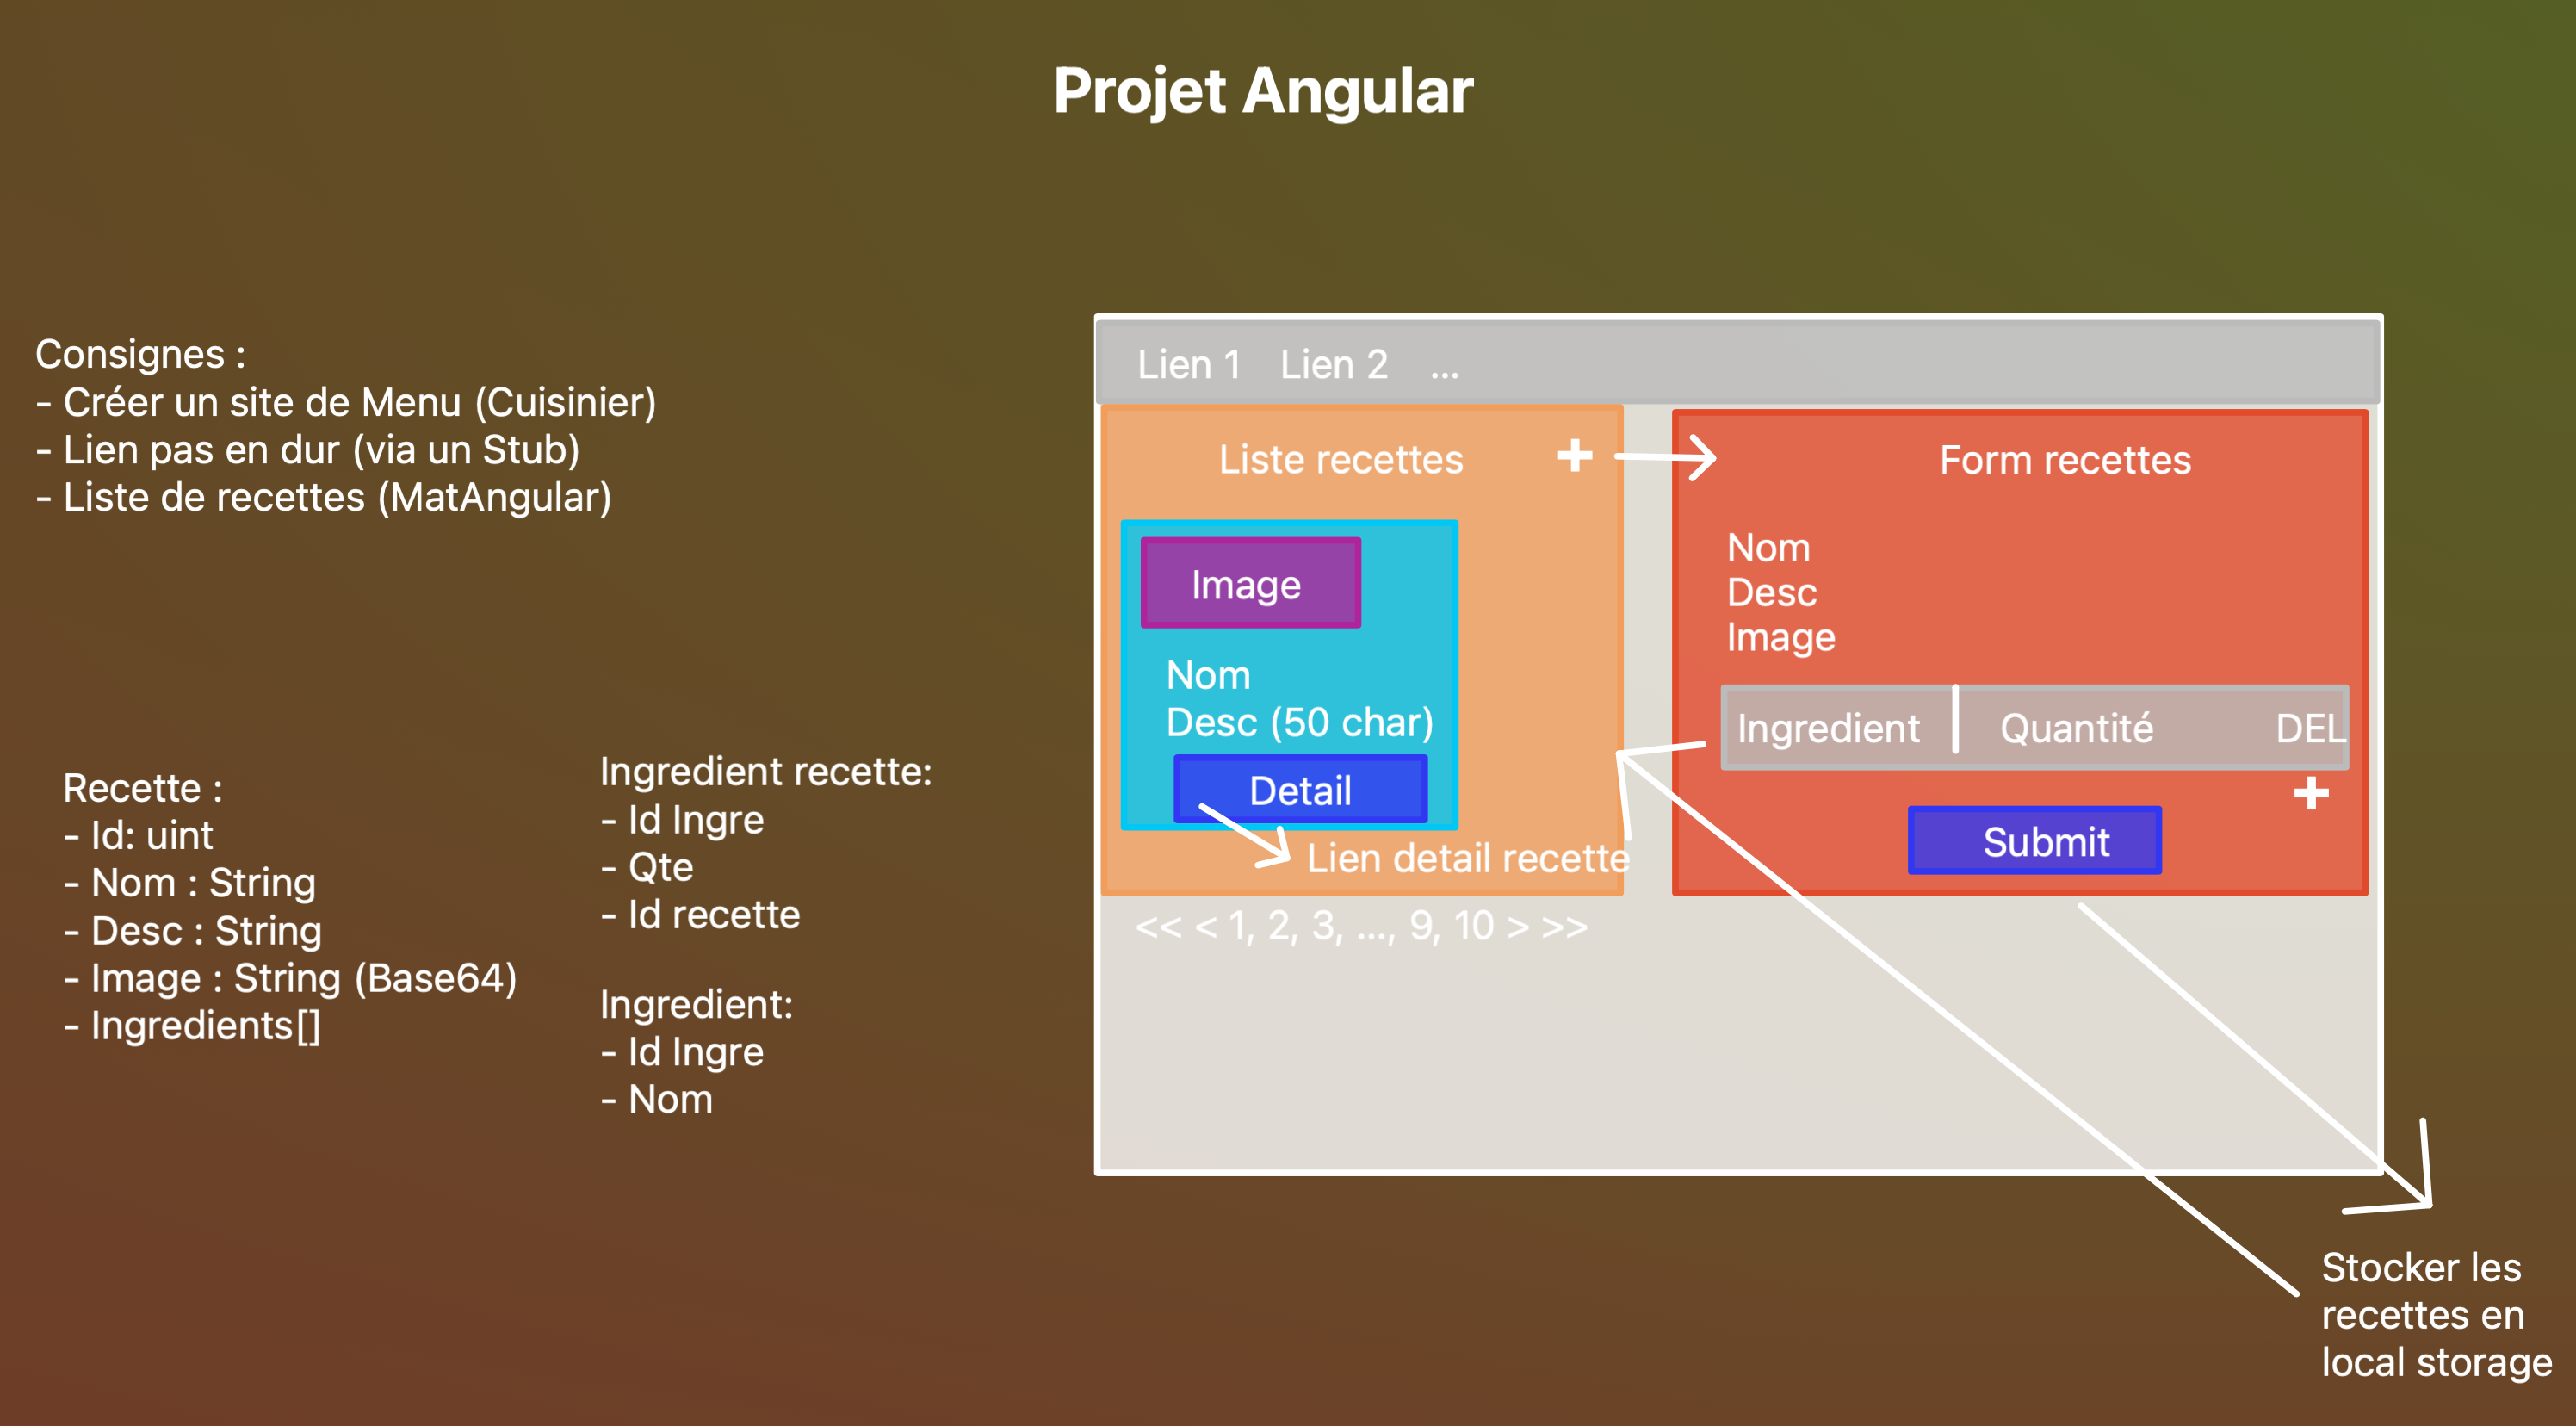 Projet Angular
Consignes :
- Créer un site de Menu (Cuisinier)
- Lien pas en dur (via un Stub)
- Liste de recettes (MatAngular)
Recette :
- Id: uint
- Nom : String
- Desc : String
- Image : String (Base64)
- Ingredients[]
Ingredient recette:
- Id Ingre
- Qte
- Id recette
Ingredient:
- Id Ingre
- Nom
Lien 1 Lien 2 ...
Liste recettes +
Image
Nom
Desc (50 char)
Detail
Lien detail recette
<< < 1, 2, 3, ..., 9, 10 > >>
Form recettes
Nom
Desc
Image
Ingredient Quantité DEL
+
Submit
Stocker les
recettes en
local storage